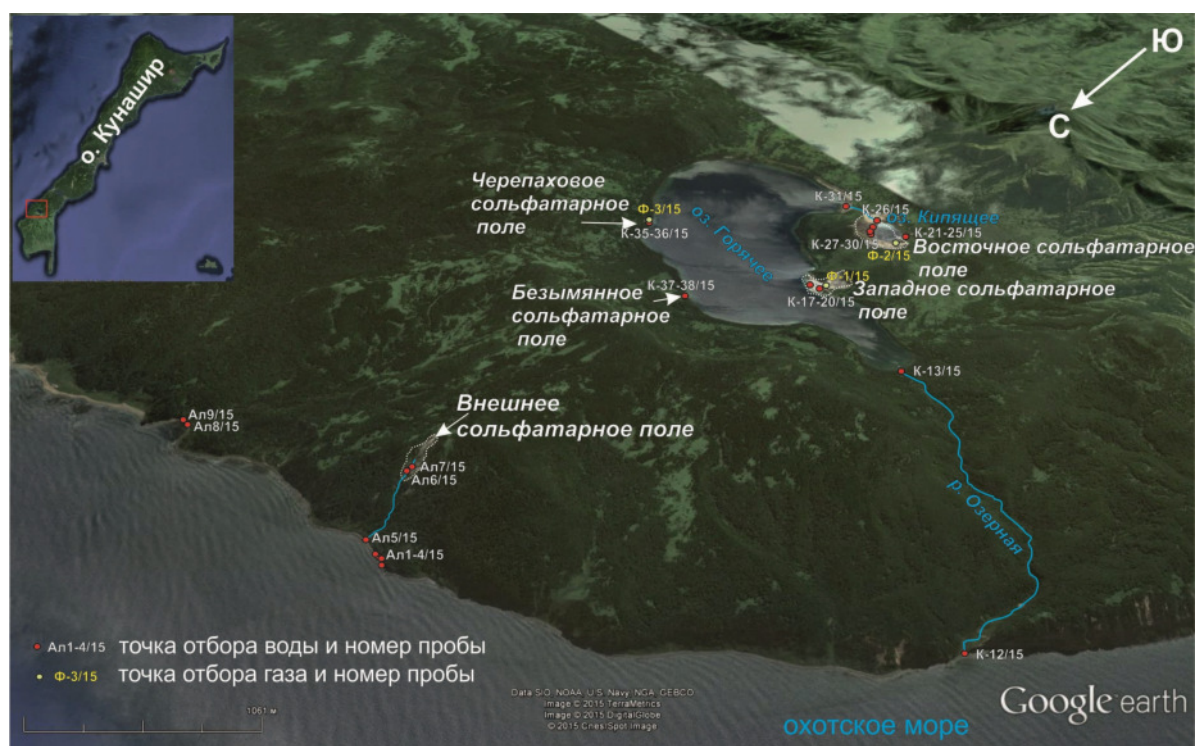 о. Кунашир
Ю
С
Черепаховое
сольфатарное
поле
Ф-3/15
К-35-36/15
оз. Горячее
К-31/15
К-26/15
оз. Кипящее
К-21-25/15
К-27-30/15
Ф-2/15
Восточное сольфатарное
поле
Безымянное
сольфатарное
поле
К-37-38/15
Ф-1/15
К-17-20/15
Западное сольфатарное
поле
К-13/15
Внешнее
сольфатарное поле
Ал9/15
Ал8/15
Ал7/15
Ал6/15
р. Озерная
Ал5/15
Ал1-4/15
К-12/15
Ал1-4/15 точка отбора воды и номер пробы
Ф-3/15 точка отбора газа и номер пробы
1061 м
Data SIO, NOAA, U.S. Navy, NGA, GEBCO
Image © 2015 TerraMetrics
Image © 2015 DigitalGlobe
© 2015 Cnes/Spot Image
Google earth
охотское море